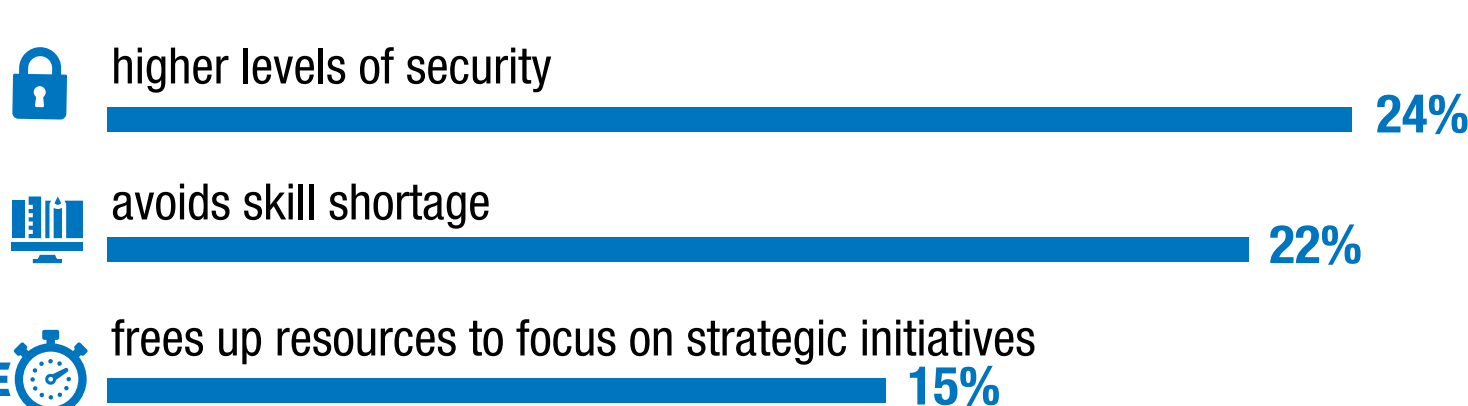 higher levels of security
24%
avoids skill shortage
22%
frees up resources to focus on strategic initiatives
15%